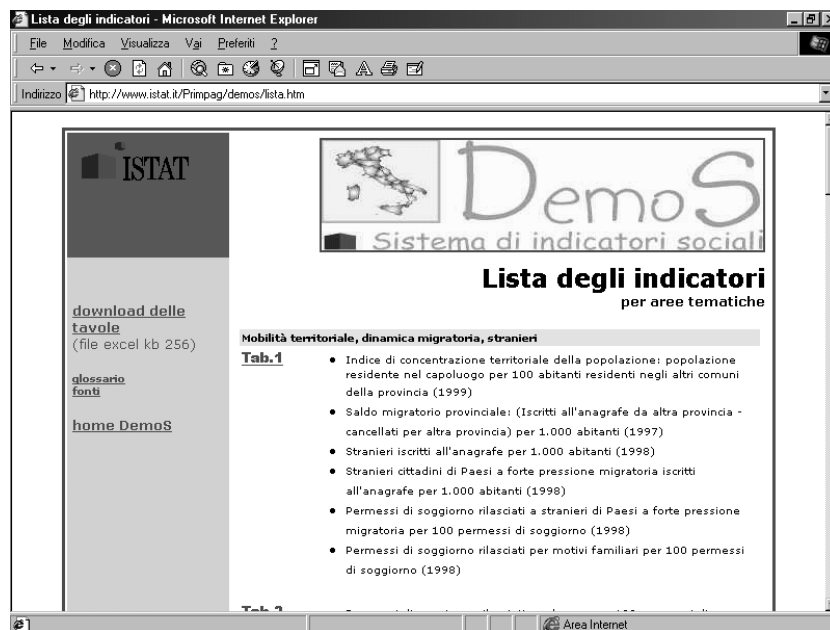 Lista degli indicatori - Microsoft Internet Explorer
File Modifica Visualizza Vai Preferiti ?
Indirizzo http://www.istat.it/Primpag/demos/lista.htm
ISTAT
DemoS
Sistema di indicatori sociali
Lista degli indicatori
per aree tematiche
download delle
tavole
(file excel kb 256)
glossario
fonti
home DemoS
Mobilità territoriale, dinamica migratoria, stranieri
Tab.1
• Indice di concentrazione territoriale della popolazione: popolazione
residente nel capoluogo per 100 abitanti residenti negli altri comuni
della provincia (1999)
• Saldo migratorio provinciale: (Iscritti all'anagrafe da altra provincia -
cancellati per altra provincia) per 1.000 abitanti (1997)
• Stranieri iscritti all'anagrafe per 1.000 abitanti (1998)
• Stranieri cittadini di Paesi a forte pressione migratoria iscritti
all'anagrafe per 1.000 abitanti (1998)
• Permessi di soggiorno rilasciati a stranieri di Paesi a forte pressione
migratoria per 100 permessi di soggiorno (1998)
• Permessi di soggiorno rilasciati per motivi familiari per 100 permessi
di soggiorno (1998)
Tab.2
Area Internet